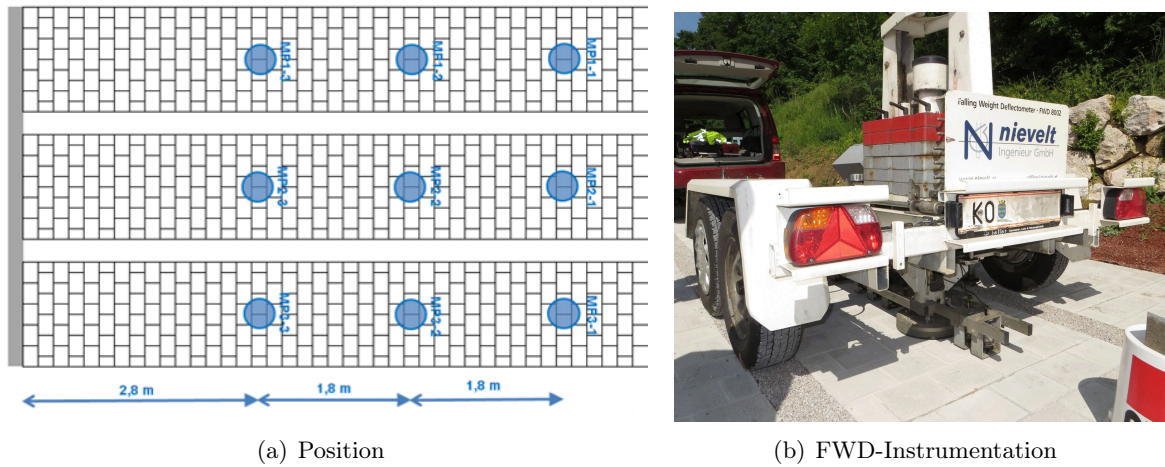 MP1-3
MP1-2
MP1-1
MP2-3
MP2-2
MP2-1
MP3-3
MP3-2
MP3-1
2,8 m
1,8 m
1,8 m
Falling Weight Deflectometer - FWD 8002
N nievelt
Ingenieur GmbH
KO
(a) Position
(b) FWD-Instrumentation